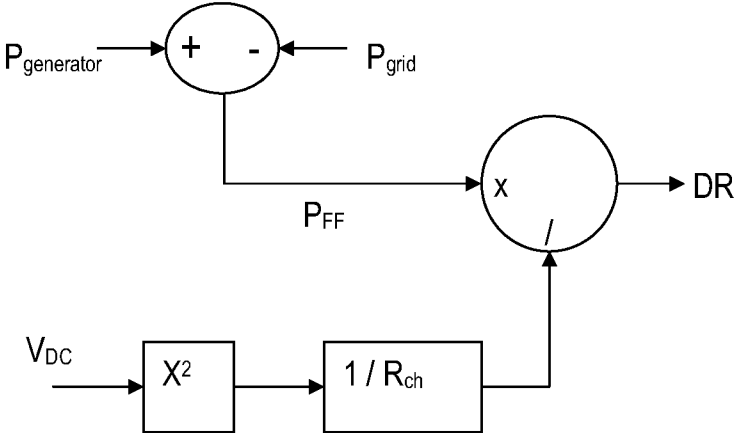 + -
P_generator P_grid
x DR
P_FF
/
V_DC
X² 1 / R_ch